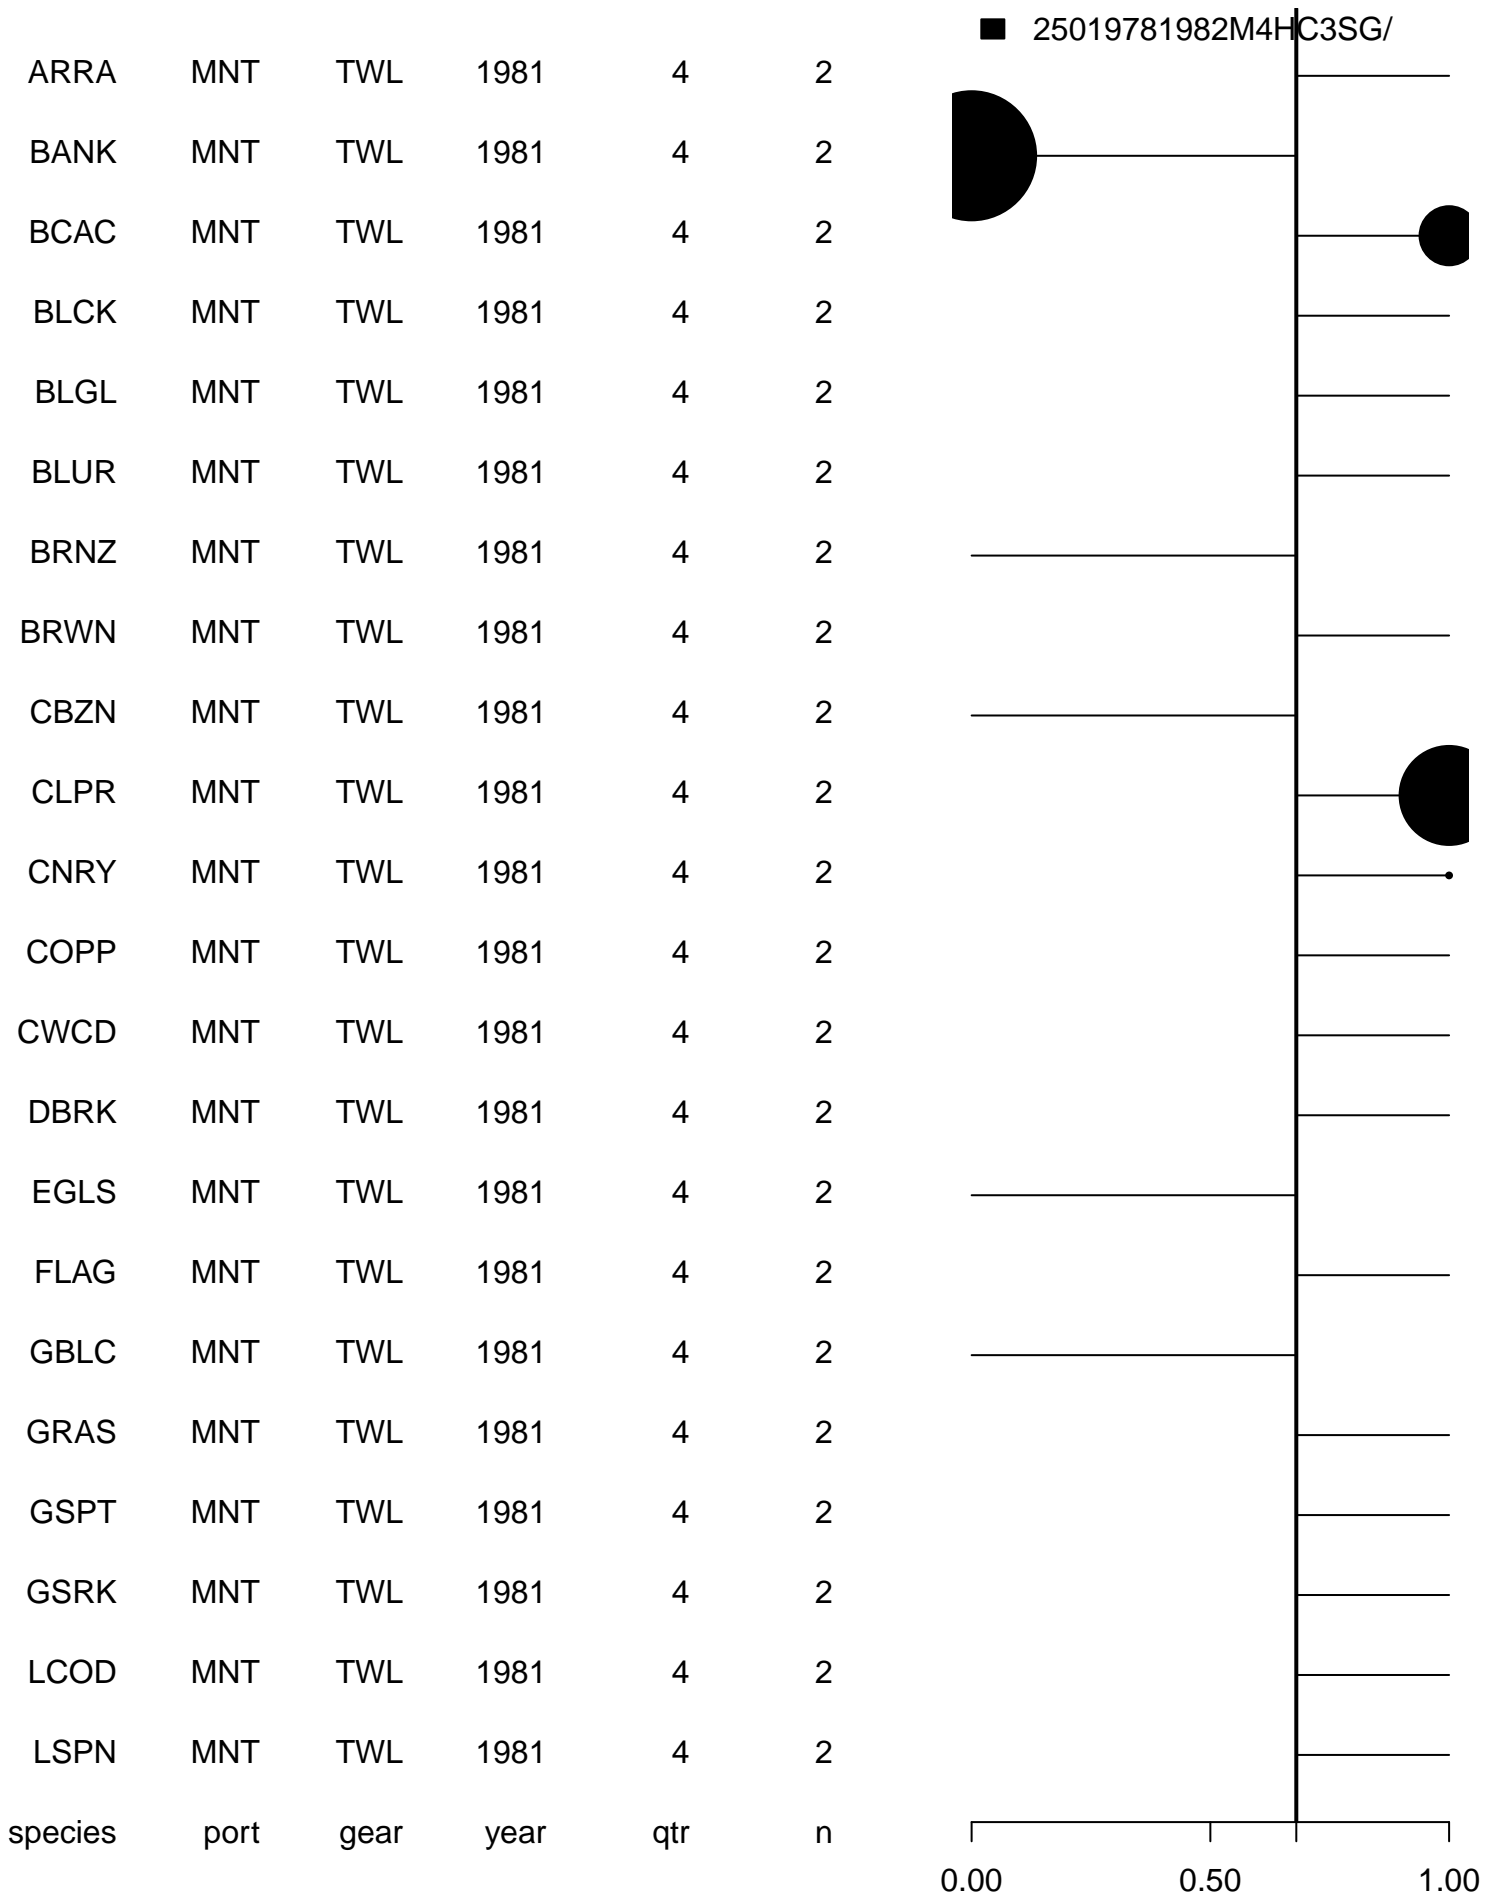 25019781982M4HC3SG/
ARRA MNT TWL 1981 4 2
BANK MNT TWL 1981 4 2
BCAC MNT TWL 1981 4 2
BLCK MNT TWL 1981 4 2
BLGL MNT TWL 1981 4 2
BLUR MNT TWL 1981 4 2
BRNZ MNT TWL 1981 4 2
BRWN MNT TWL 1981 4 2
CBZN MNT TWL 1981 4 2
CLPR MNT TWL 1981 4 2
CNRY MNT TWL 1981 4 2
COPP MNT TWL 1981 4 2
CWCD MNT TWL 1981 4 2
DBRK MNT TWL 1981 4 2
EGLS MNT TWL 1981 4 2
FLAG MNT TWL 1981 4 2
GBLC MNT TWL 1981 4 2
GRAS MNT TWL 1981 4 2
GSPT MNT TWL 1981 4 2
GSRK MNT TWL 1981 4 2
LCOD MNT TWL 1981 4 2
LSPN MNT TWL 1981 4 2
species port gear year qtr n
0.00 0.50 1.00